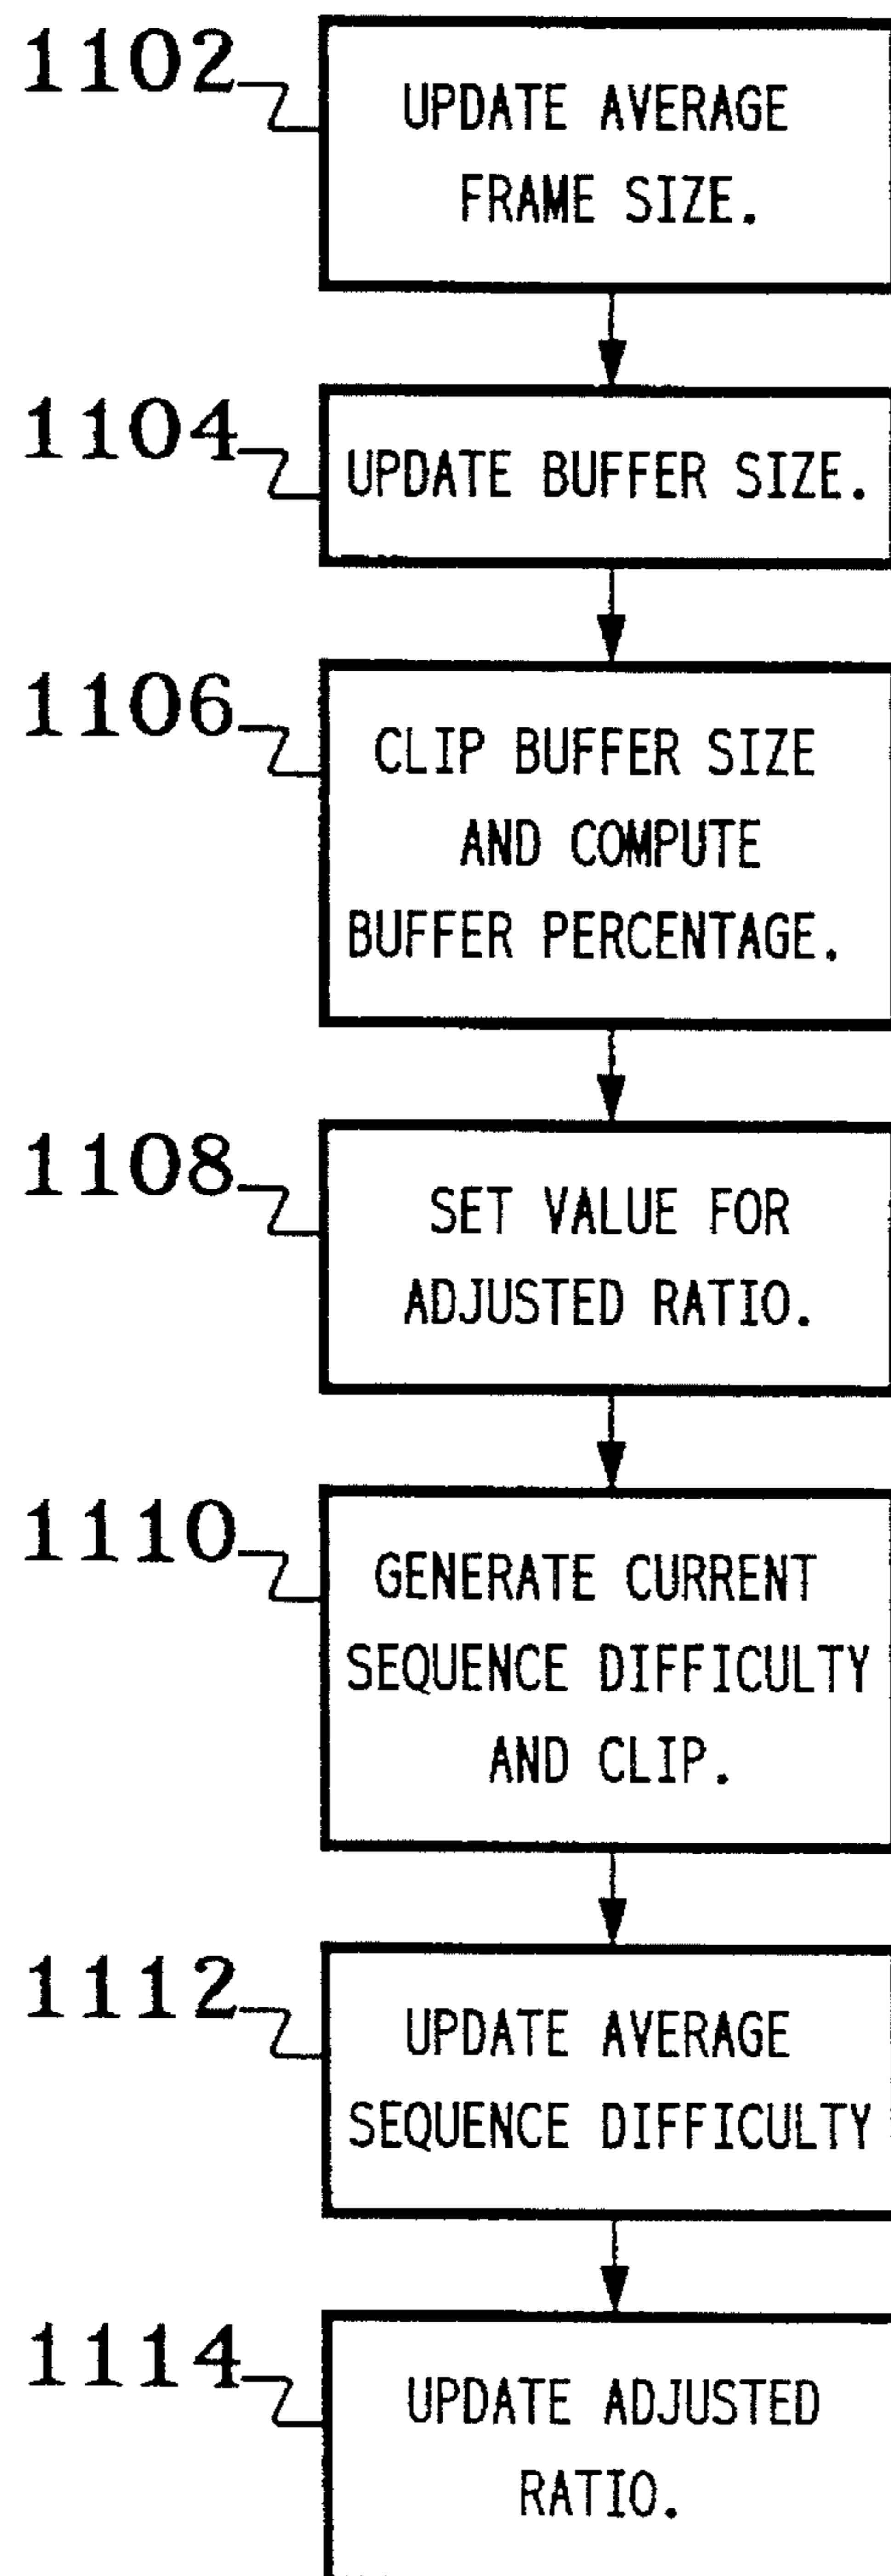 1102
UPDATE AVERAGE
FRAME SIZE.
1104
UPDATE BUFFER SIZE.
1106
CLIP BUFFER SIZE
AND COMPUTE
BUFFER PERCENTAGE.
1108
SET VALUE FOR
ADJUSTED RATIO.
1110
GENERATE CURRENT
SEQUENCE DIFFICULTY
AND CLIP.
1112
UPDATE AVERAGE
SEQUENCE DIFFICULTY
1114
UPDATE ADJUSTED
RATIO.